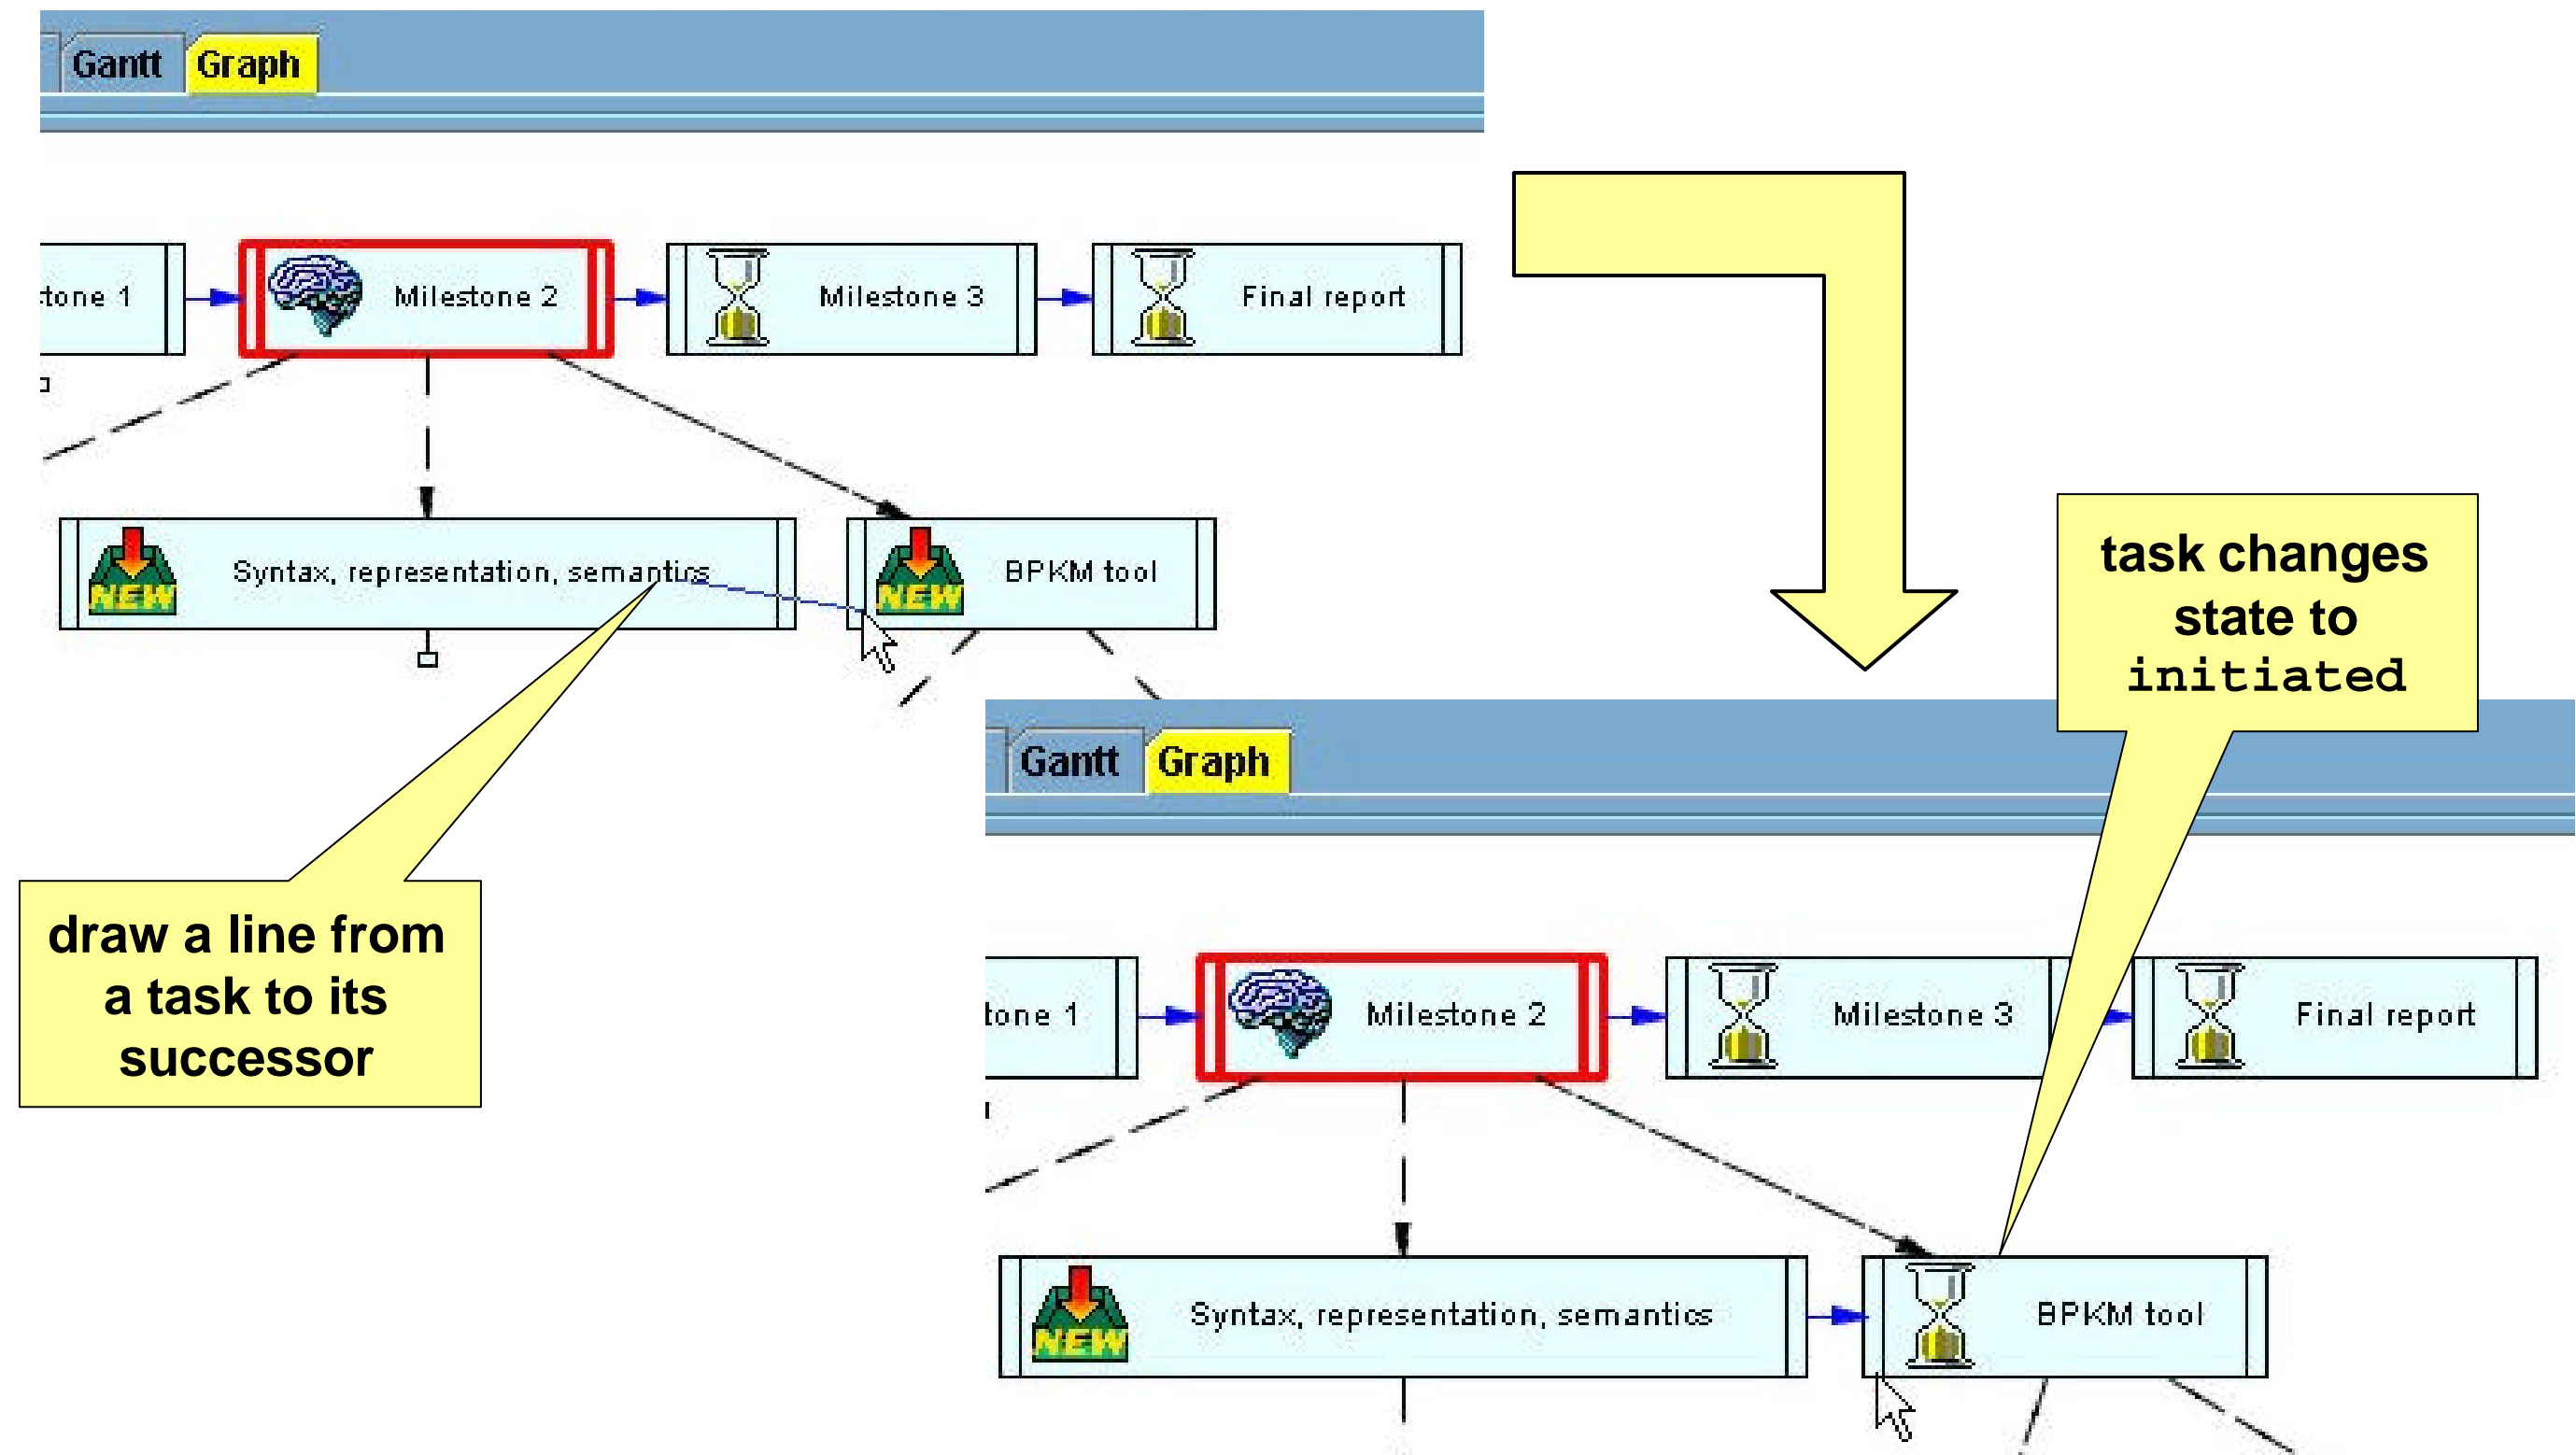 Gantt Graph
tone 1 Milestone 2 Milestone 3 Final report
NEW Syntax, representation, semantics NEW BPKM tool
draw a line from
a task to its
successor
task changes
state to
initiated
Gantt Graph
tone 1 Milestone 2 Milestone 3 Final report
NEW Syntax, representation, semantics BPKM tool